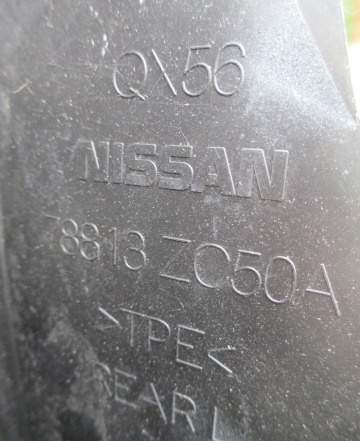 QX56
NISSAN
78813 ZC50A
>TPE<
REAR L